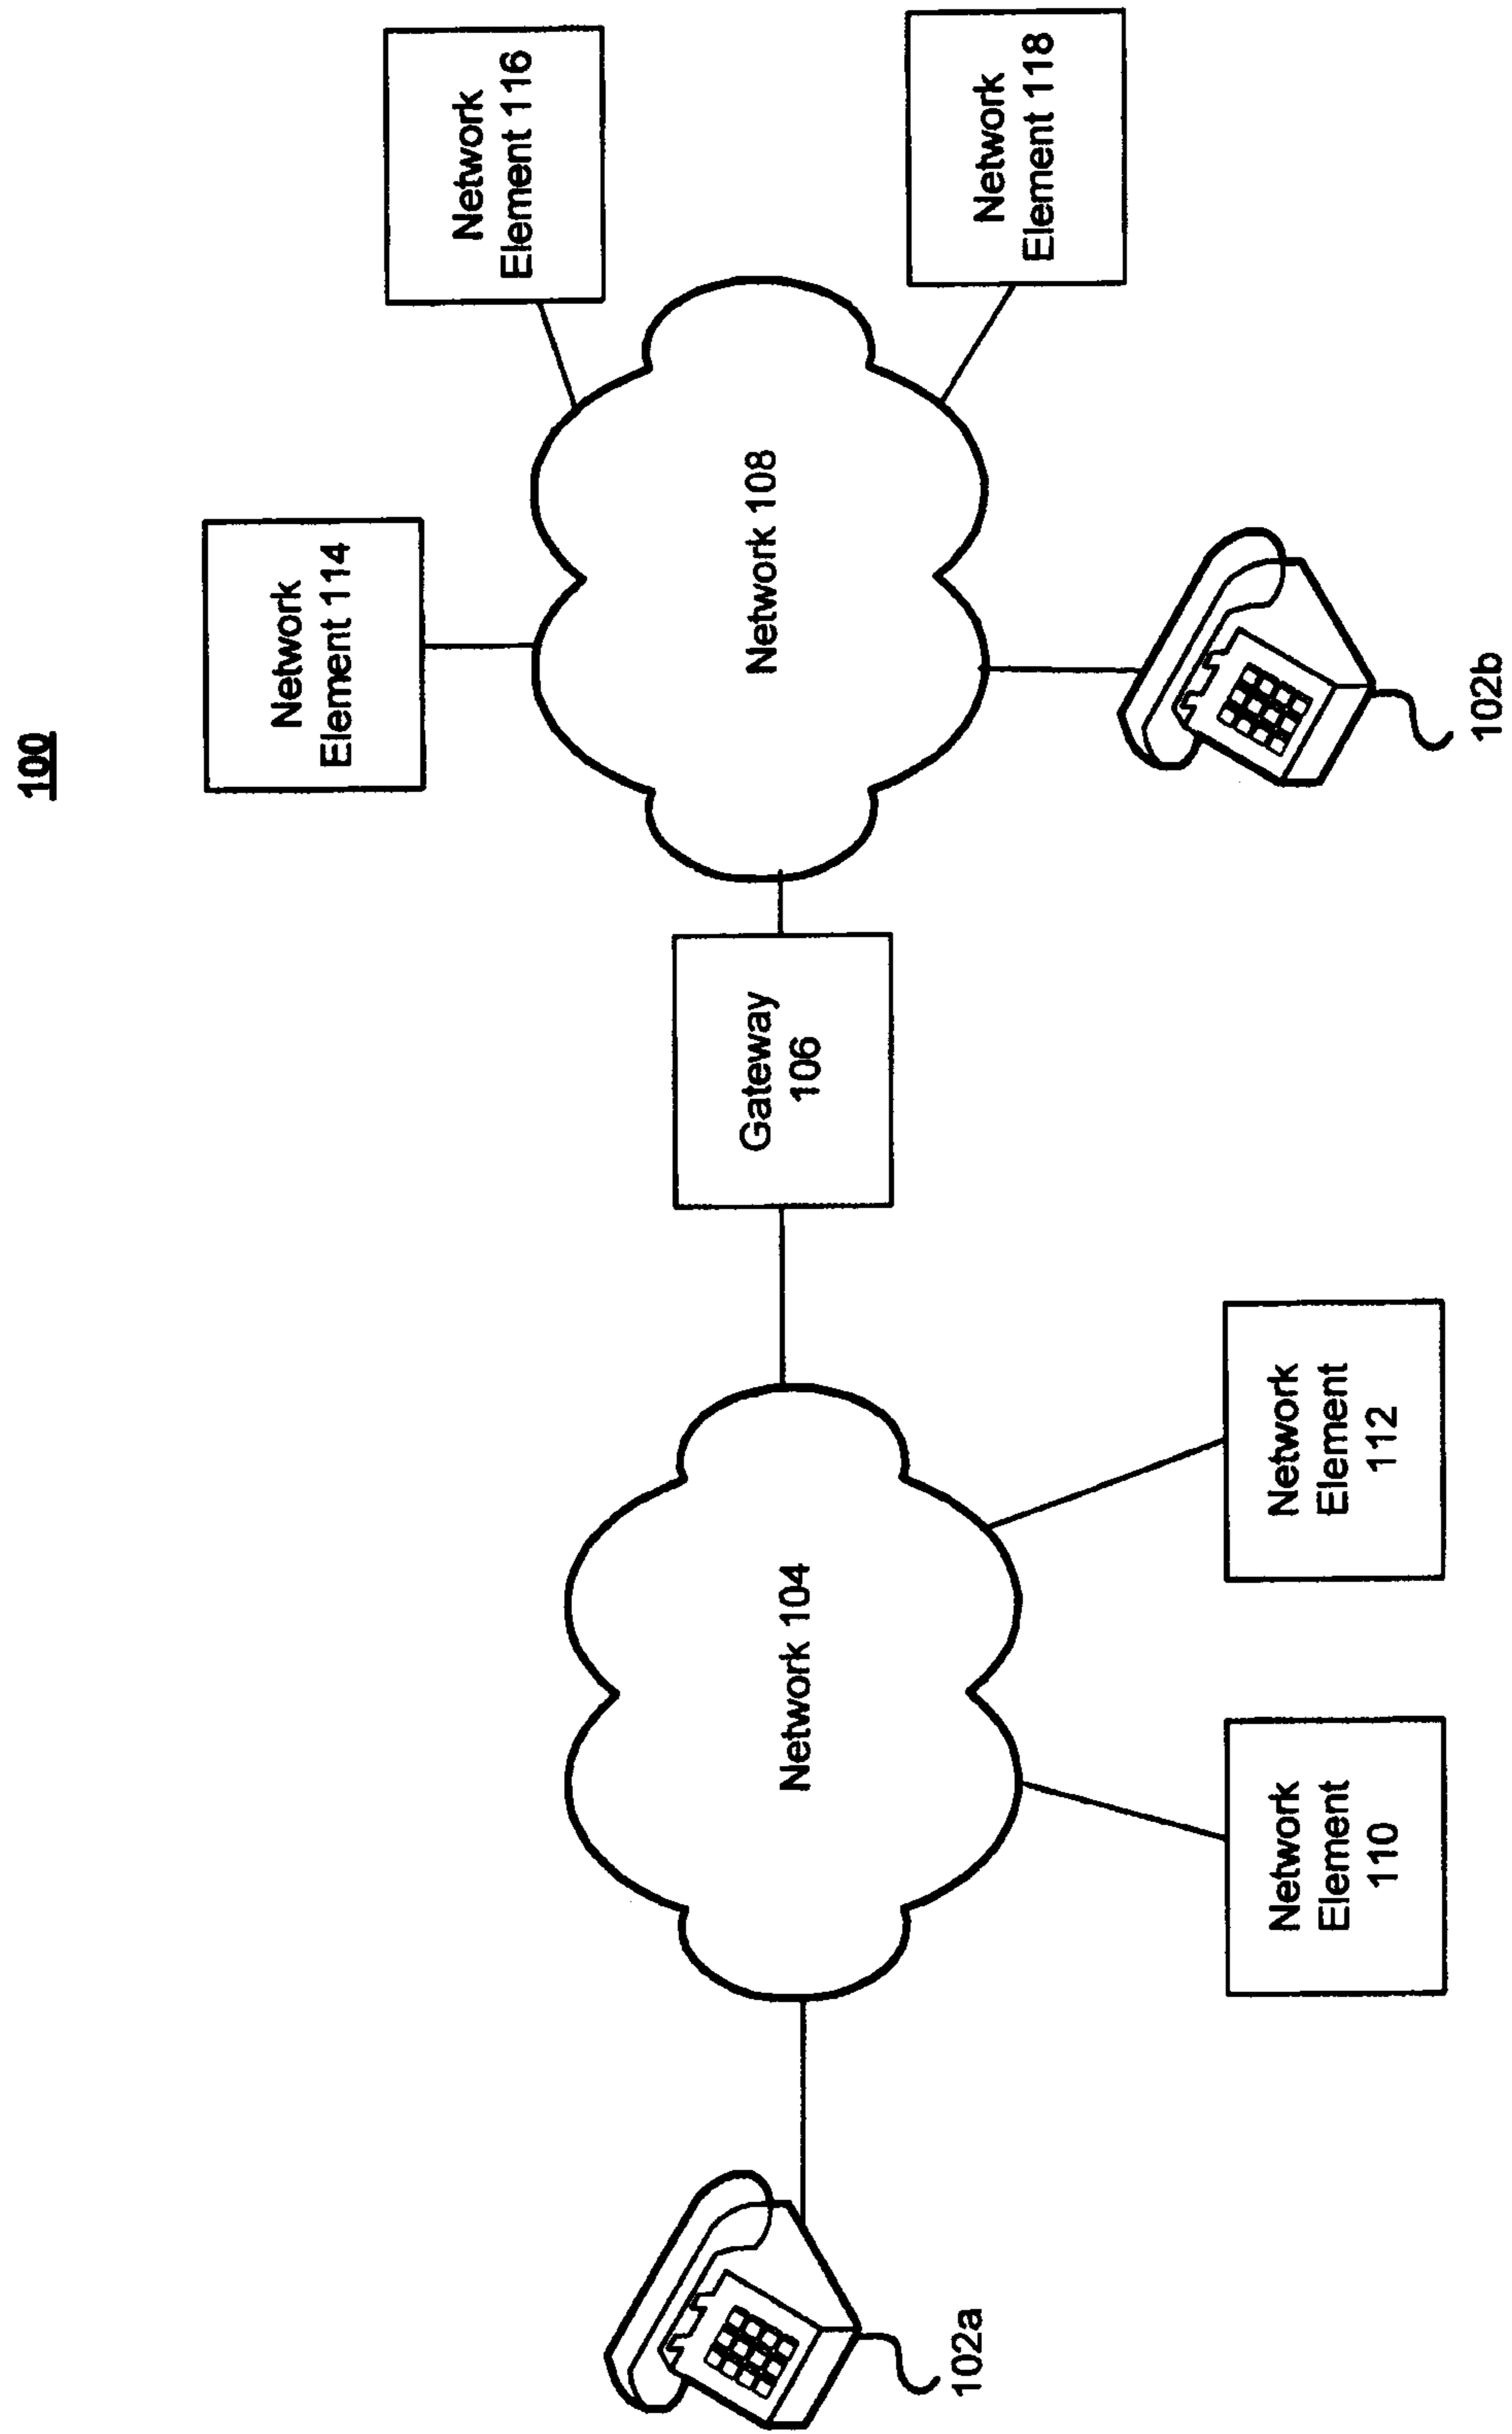 100
Network
Element 114
Network
Element 116
Network 108
Network
Element 118
Gateway
106
102b
Network 104
Network
Element
112
Network
Element
110
102a